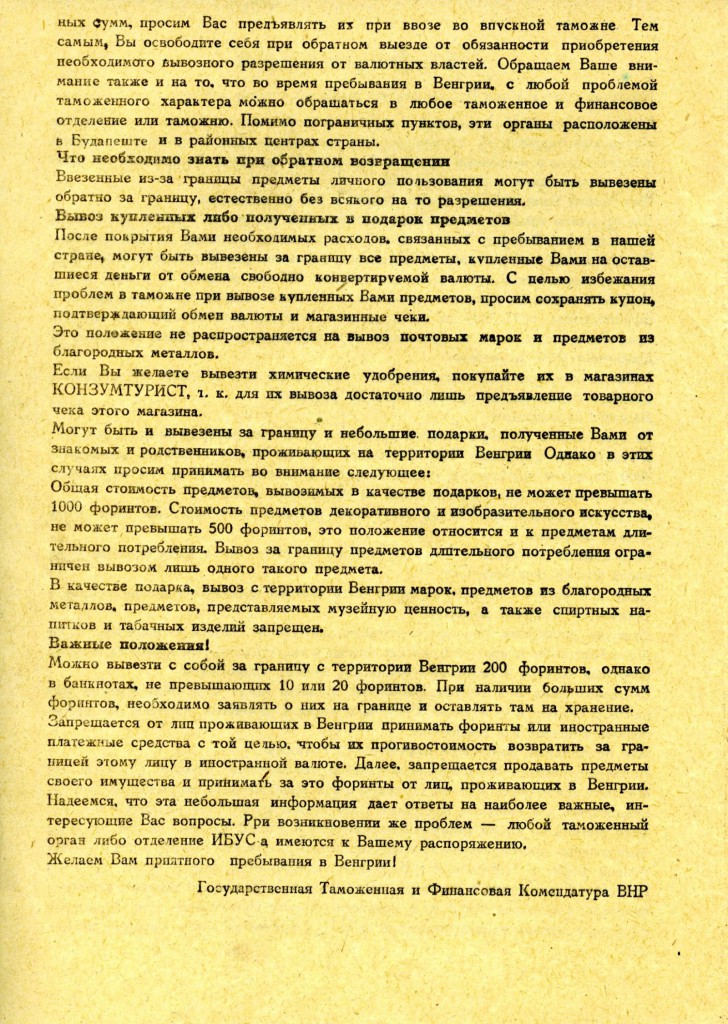 ных сумм, просим Вас предъявлять их при ввозе во впускной таможне Тем
самым, Вы освободите себя при обратном выезде от обязанности приобретения
необходимого вывозного разрешения от валютных властей. Обращаем Ваше вни-
мание также и на то, что во время пребывания в Венгрии, с любой проблемой
таможенного характера можно обращаться в любое таможенное и финансовое
отделение или таможню. Помимо пограничных пунктов, эти органы расположены
в Будапеште и в районных центрах страны.
Что необходимо знать при обратном возвращении
Ввезенные из-за границы предметы личного пользования могут быть вывезены
обратно за границу, естественно без всякого на то разрешения.
Вывоз купленных либо полученных в подарок предметов
После покрытия Вами необходимых расходов, связанных с пребыванием в нашей
стране, могут быть вывезены за границу все предметы, купленные Вами на остав-
шиеся деньги от обмена свободно конвертируемой валюты. С целью избежания
проблем в таможне при вывозе купленных Вами предметов, просим сохранять купон,
подтверждающий обмен валюты и магазинные чеки.
Это положение не распространяется на вывоз почтовых марок и предметов из
благородных металлов.
Если Вы желаете вывезти химические удобрения, покупайте их в магазинах
КОНЗУМТУРИСТ, т. к. для их вывоза достаточно лишь предъявление товарного
чека этого магазина.
Могут быть и вывезены за границу и небольшие. подарки, полученные Вами от
знакомых и родственников, проживающих на территории Венгрии Однако в этих
случаях просим принимать во внимание следующее:
Общая стоимость предметов, вывозимых в качестве подарков, не может превышать
1000 форинтов. Стоимость предметов декоративного и изобразительного искусства,
не может превышать 500 форинтов, это положение относится и к предметам дли-
тельного потребления. Вывоз за границу предметов длительного потребления огра-
ничен вывозом лишь одного такого предмета.
В качестве подарка, вывоз с территории Венгрии марок, предметов из благородных
металлов, предметов, представляемых музейную ценность, а также спиртных на-
питков и табачных изделий запрещен.
Важные положения!
Можно вывезти с собой за границу с территории Венгрии 200 форинтов, однако
в банкнотах, не превышающих 10 или 20 форинтов. При наличии больших сумм
форинтов, необходимо заявлять о них на границе и оставлять там на хранение.
Запрещается от лиц проживающих в Венгрии принимать форинты или иностранные
платежные средства с той целью, чтобы их прогивостоимость возвратить за гра-
ницей этому лицу в иностранной валюте. Далее, запрещается продавать предметы
своего имущества и принимать за это форинты от лиц, проживающих в Венгрии.
Надеемся, что эта небольшая информация дает ответы на наиболее важные, ин-
тересующие Вас вопросы. Рри возникновении же проблем — любой таможенный
орган либо отделение ИБУС-а имеются к Вашему распоряжению.
Желаем Вам приятного пребывания в Венгрии!
Государственная Таможенная и Финансовая Комендатура ВНР